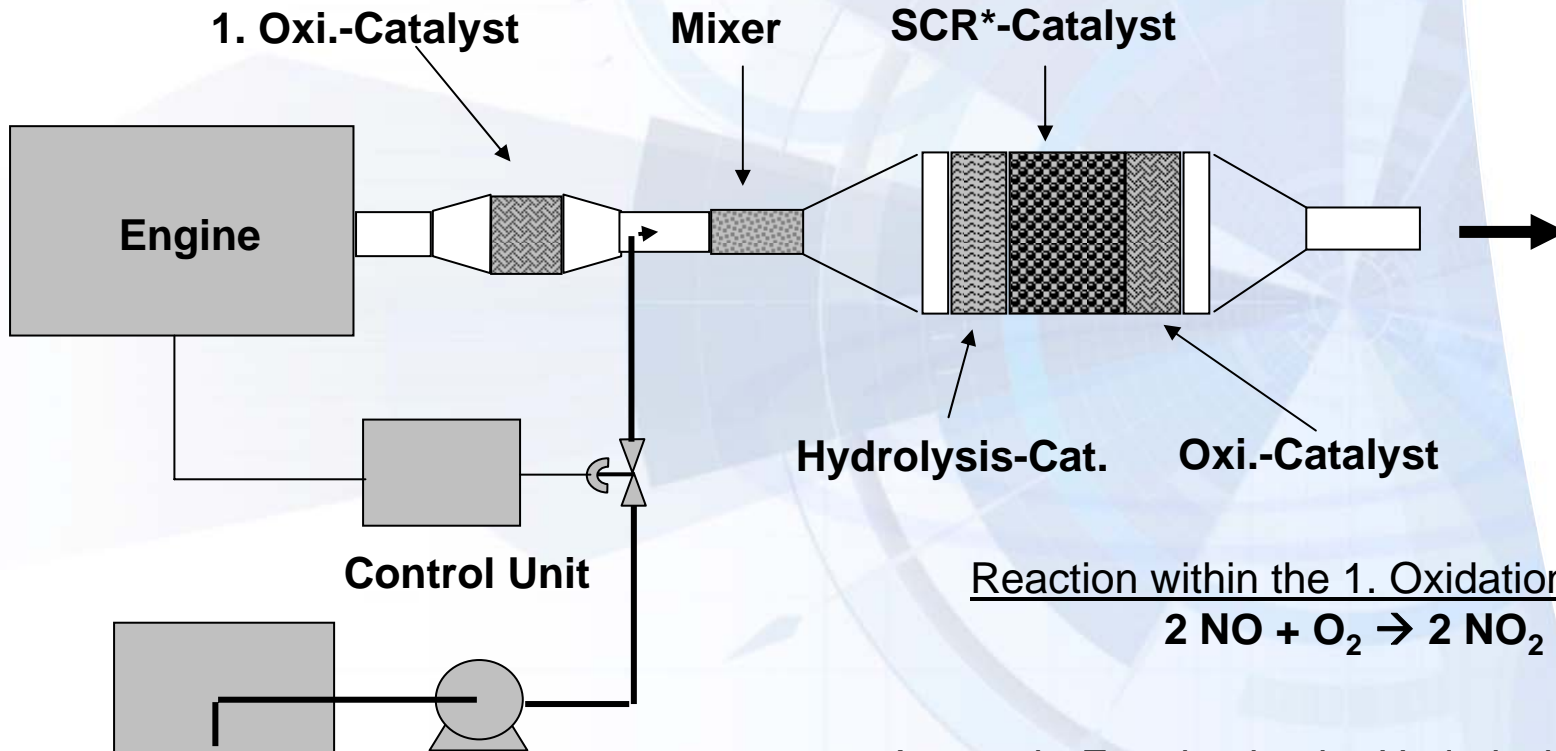 1. Oxi.-Catalyst
Mixer
SCR*-Catalyst
Engine
Hydrolysis-Cat.
Oxi.-Catalyst
Control Unit
Reaction within the 1. Oxidation
2 NO + O₂ → 2 NO₂